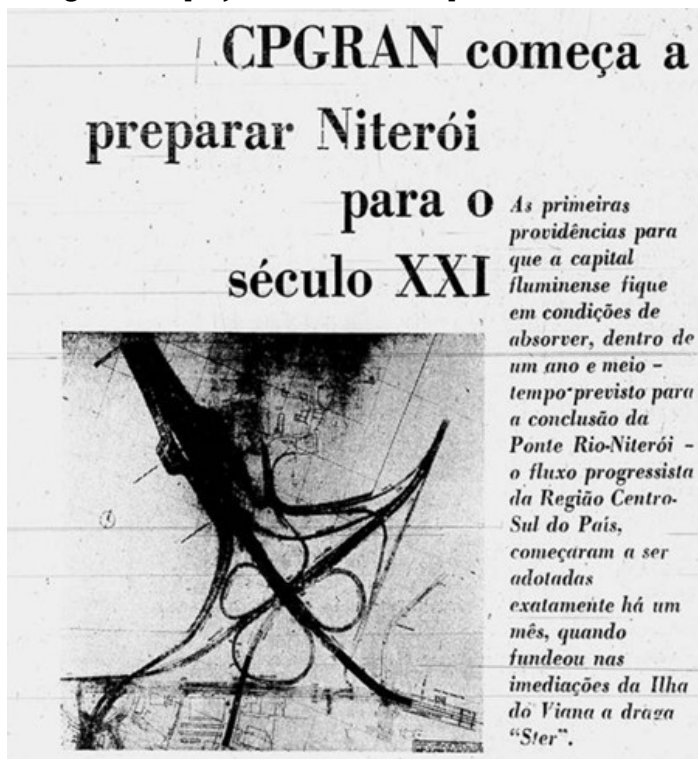 CPGRAN começa a
preparar Niterói
para o
século XXI
As primeiras
providências para
que a capital
fluminense fique
em condições de
absorver, dentro de
um ano e meio –
tempo previsto para
a conclusão da
Ponte Rio-Niterói –
o fluxo progressista
da Região Centro-
Sul do País,
começaram a ser
adotadas
exatamente há um
mês, quando
fundeou nas
imediações da Ilha
do Viana a draga
“Ster”.